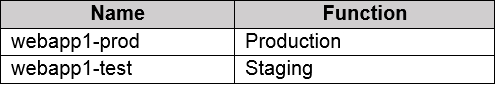 Name Function
webapp1-prod Production
webapp1-test Staging